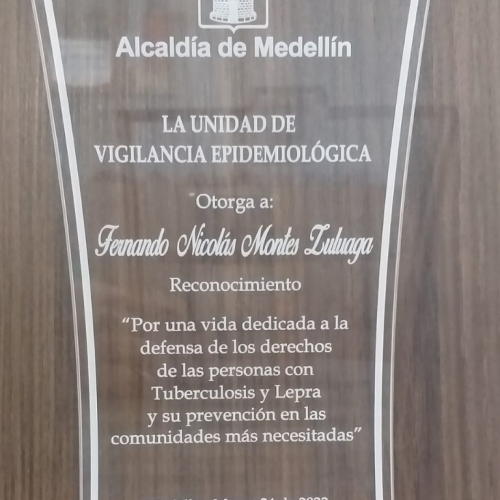 Alcaldía de Medellín
LA UNIDAD DE
VIGILANCIA EPIDEMIOLÓGICA
Otorga a:
Fernando Nicolás Montes Zuluaga
Reconocimiento
“Por una vida dedicada a la
defensa de los derechos
de las personas con
Tuberculosis y Lepra
y su prevención en las
comunidades más necesitadas”